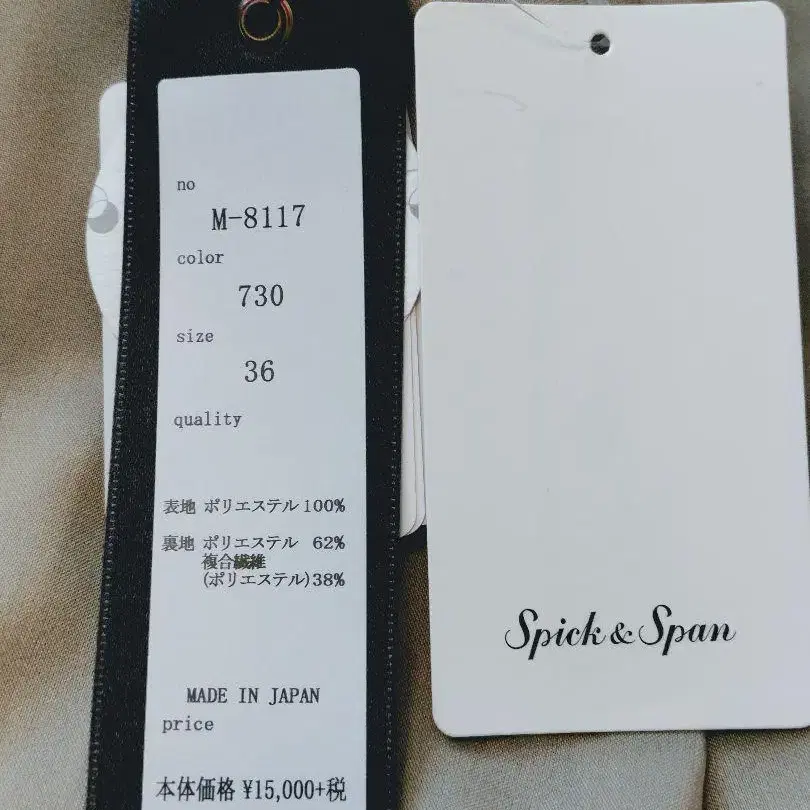 no
M-8117
color
730
size
36
quality
表地 ポリエステル100%
裏地 ポリエステル 62%
複合繊維
(ポリエステル)38%
MADE IN JAPAN
price
本体価格 ¥15,000+税
Spick & Span